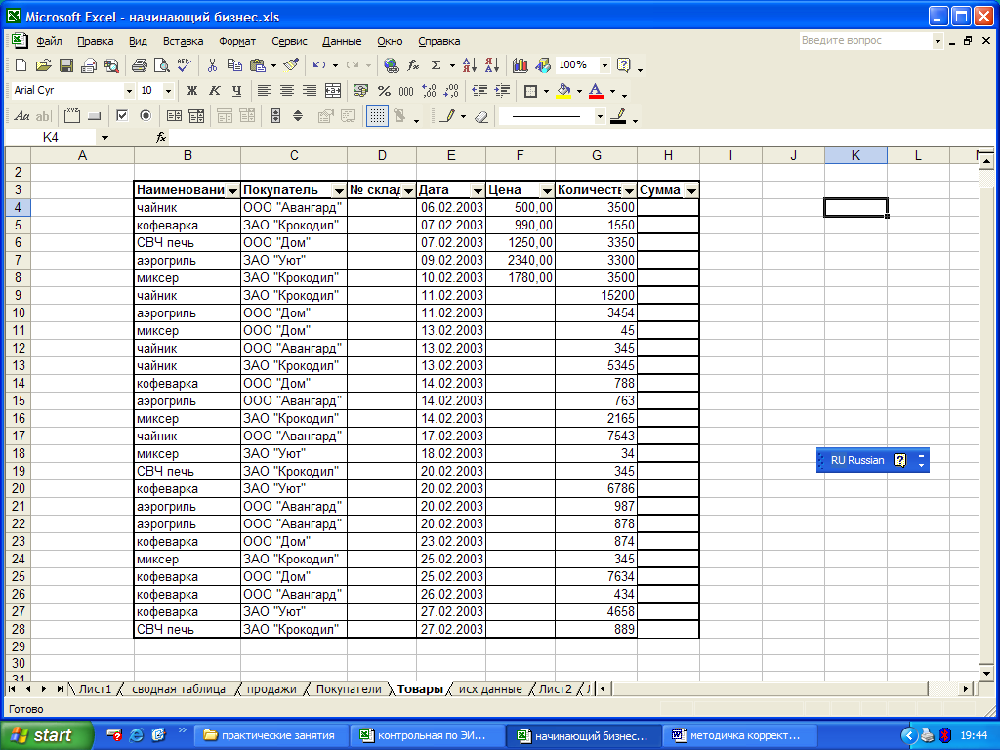 Microsoft Excel - начинающий бизнес.xls
Файл Правка Вид Вставка Формат Сервис Данные Окно Справка Введите вопрос
100%
Arial Cyr 10 Ж К Ч % 000
Aa ab|
K4 fx
A B C D E F G H I J K L
2
3 Наименовани Покупатель № склад Дата Цена Количеств Сумма
4 чайник ООО "Авангард" 06.02.2003 500,00 3500
5 кофеварка ЗАО "Крокодил" 07.02.2003 990,00 1550
6 СВЧ печь ООО "Дом" 07.02.2003 1250,00 3350
7 аэрогриль ЗАО "Уют" 09.02.2003 2340,00 3300
8 миксер ЗАО "Крокодил" 10.02.2003 1780,00 3500
9 чайник ЗАО "Крокодил" 11.02.2003 15200
10 аэрогриль ООО "Дом" 11.02.2003 3454
11 миксер ООО "Дом" 13.02.2003 45
12 чайник ООО "Авангард" 13.02.2003 345
13 чайник ЗАО "Крокодил" 13.02.2003 5345
14 кофеварка ООО "Дом" 14.02.2003 788
15 аэрогриль ООО "Авангард" 14.02.2003 763
16 миксер ЗАО "Крокодил" 14.02.2003 2165
17 чайник ООО "Авангард" 17.02.2003 7543
18 миксер ЗАО "Уют" 18.02.2003 34
RU Russian
19 СВЧ печь ЗАО "Крокодил" 20.02.2003 345
20 кофеварка ЗАО "Уют" 20.02.2003 6786
21 аэрогриль ООО "Авангард" 20.02.2003 987
22 аэрогриль ООО "Авангард" 20.02.2003 878
23 кофеварка ООО "Дом" 23.02.2003 874
24 миксер ЗАО "Крокодил" 25.02.2003 345
25 кофеварка ООО "Дом" 25.02.2003 7634
26 кофеварка ООО "Авангард" 26.02.2003 434
27 кофеварка ЗАО "Уют" 27.02.2003 4658
28 СВЧ печь ЗАО "Крокодил" 27.02.2003 889
29
30
31
Лист1 сводная таблица продажи Покупатели Товары исх данные Лист2
Готово
start практические занятия контрольная по ЭИ... начинающий бизнес... методичка коррект... 19:44